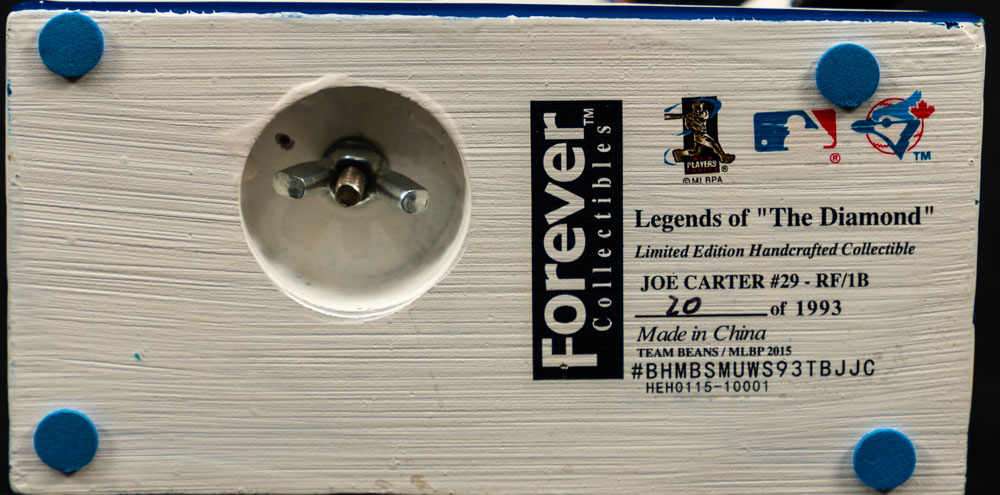 Forever™
Collectibles
PLAYERS
®
© MLBPA
®
TM
Legends of "The Diamond"
Limited Edition Handcrafted Collectible
JOE CARTER #29 - RF/1B
20 of 1993
Made in China
TEAM BEANS / MLBP 2015
#BHMBSMUWS93TBJJC
HEH0115-10001